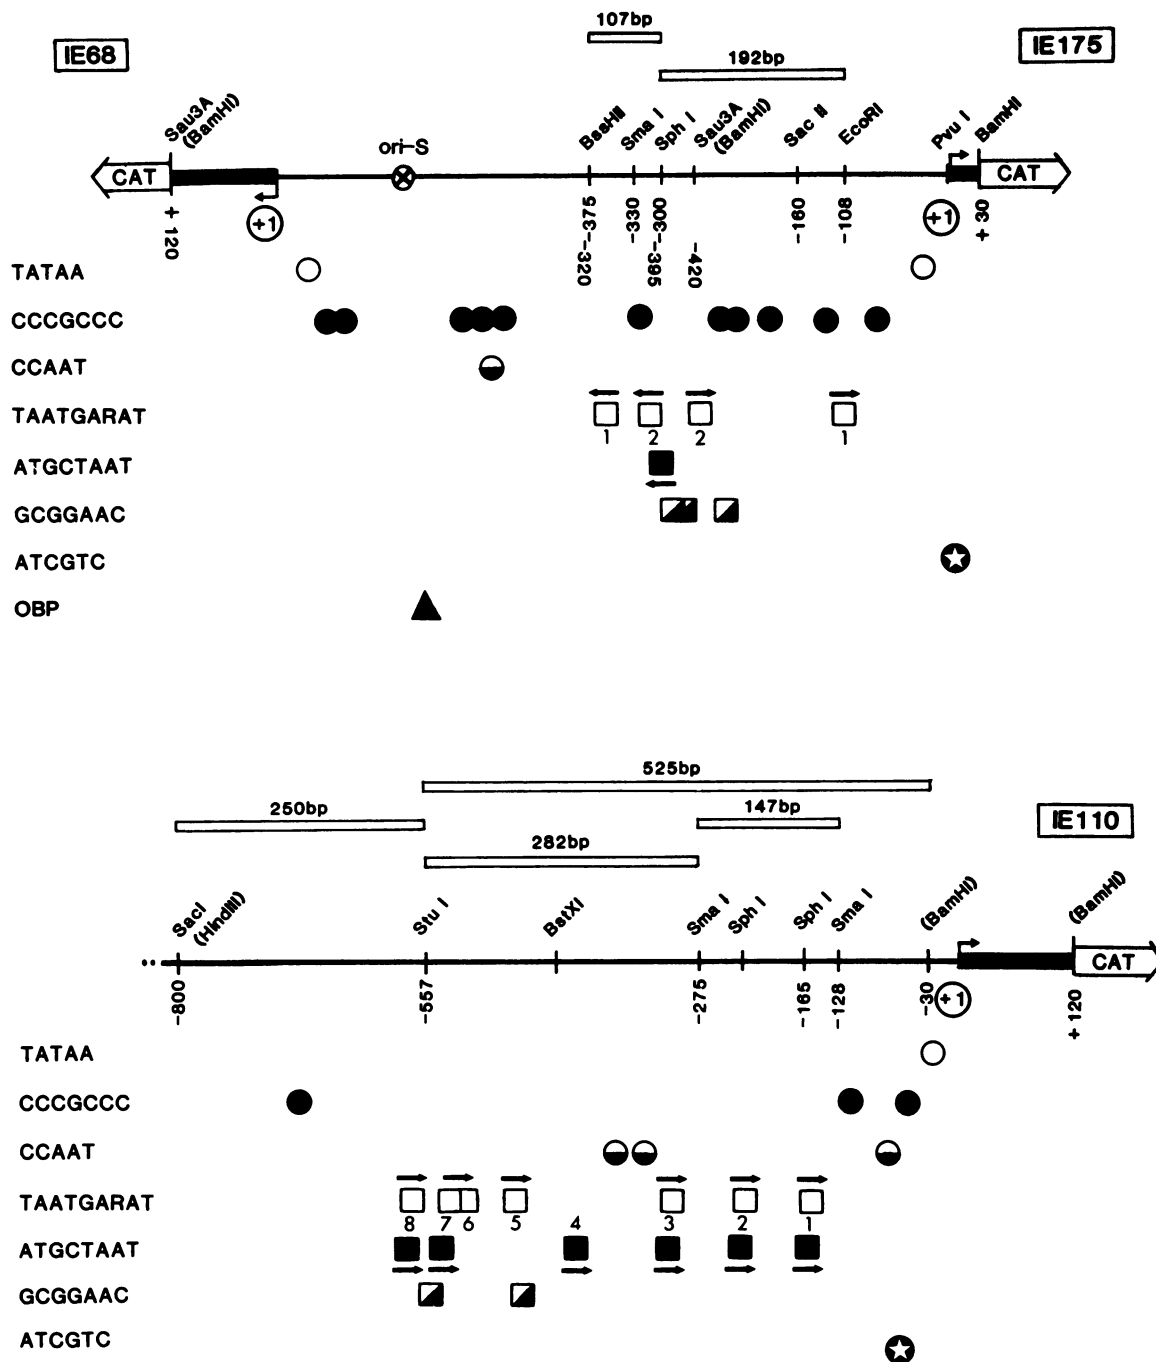 107bp
IE68
IE175
192bp
Sau3A
(BamHI)
BssHII
Sma I
Sph I
Sau3A
(BamHI)
Sac II
EcoRI
Pvu I
BamHI
ori-S
CAT
CAT
+1
+1
+120
-323
-375
-330
-395
-300
-420
-160
-108
+30
TATAA
CCCGCCC
CCAAT
TAATGARAT
1 2 2 1
ATGCTAAT
GCGGAAC
ATCGTC
OBP
525bp
250bp
147bp
IE110
282bp
SacI
(HindIII)
Stu I
BstXI
Sma I
Sph I
Sph I
Sma I
(BamHI)
(BamHI)
CAT
-800
-557
-275
-165
-128
-30
+1
+120
TATAA
CCCGCCC
CCAAT
TAATGARAT
8 7 6 5 4 3 2 1
ATGCTAAT
GCGGAAC
ATCGTC